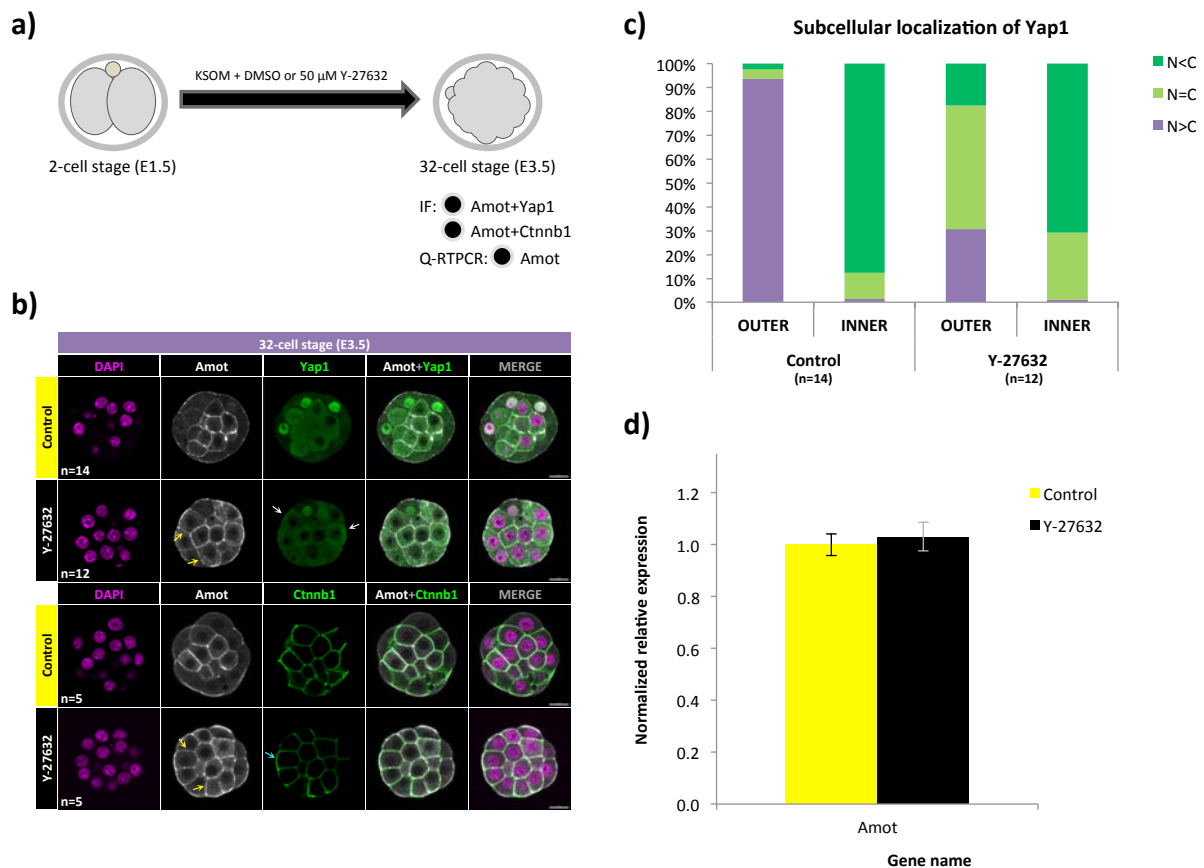 a)
KSOM + DMSO or 50 µM Y-27632
2-cell stage (E1.5)
32-cell stage (E3.5)
IF: Amot+Yap1
Amot+Ctnnb1
Q-RTPCR: Amot
b)
32-cell stage (E3.5)
DAPI Amot Yap1 Amot+Yap1 MERGE
Control
n=14
Y-27632
n=12
DAPI Amot Ctnnb1 Amot+Ctnnb1 MERGE
Control
n=5
Y-27632
n=5
c)
Subcellular localization of Yap1
100%
90%
80%
70%
60%
50%
40%
30%
20%
10%
0%
N<C
N=C
N>C
OUTER INNER OUTER INNER
Control Y-27632
(n=14) (n=12)
d)
Normalized relative expression
1.2
1.0
0.8
0.6
0.4
0.2
0.0
Control
Y-27632
Amot
Gene name